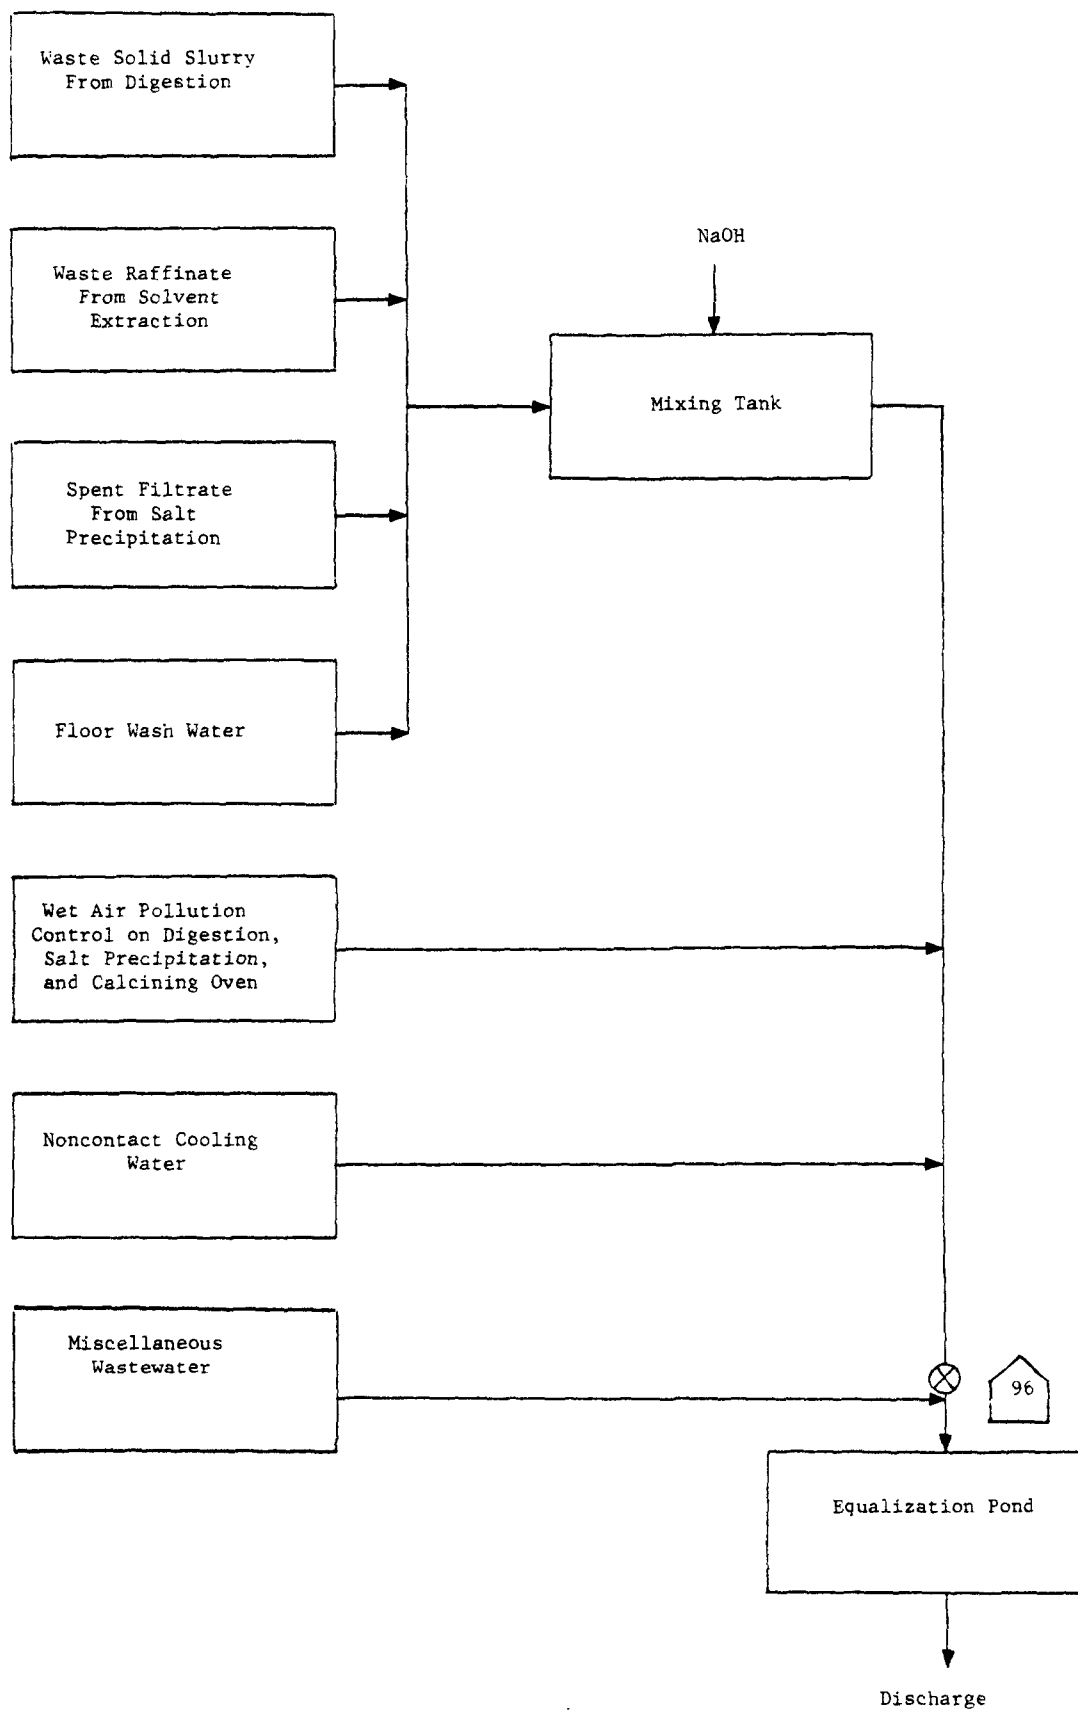 Waste Solid Slurry
From Digestion
Waste Raffinate
From Solvent
Extraction
NaOH
Mixing Tank
Spent Filtrate
From Salt
Precipitation
Floor Wash Water
Wet Air Pollution
Control on Digestion,
Salt Precipitation,
and Calcining Oven
Noncontact Cooling
Water
Miscellaneous
Wastewater
96
Equalization Pond
Discharge